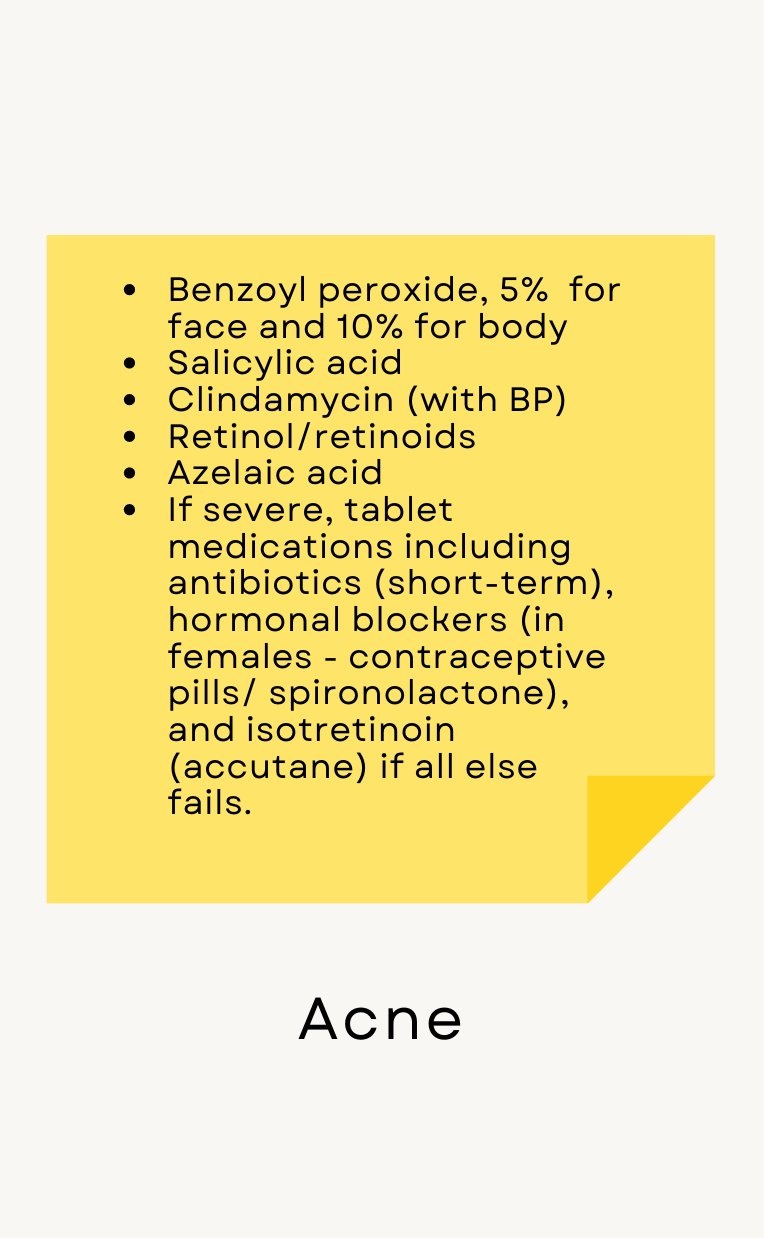 • Benzoyl peroxide, 5%  for
face and 10% for body
• Salicylic acid
• Clindamycin (with BP)
• Retinol/retinoids
• Azelaic acid
• If severe, tablet
medications including
antibiotics (short-term),
hormonal blockers (in
females - contraceptive
pills/ spironolactone),
and isotretinoin
(accutane) if all else
fails.
Acne